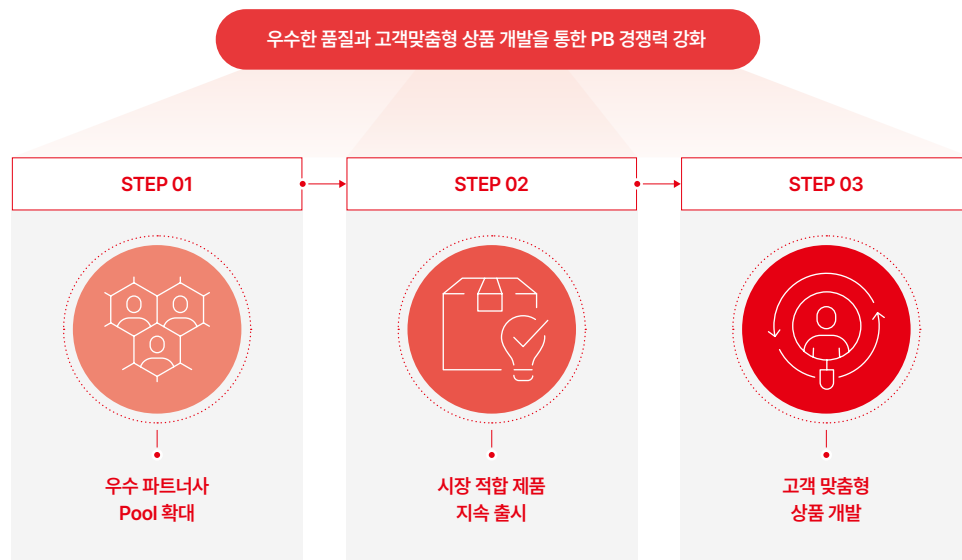 우수한 품질과 고객맞춤형 상품 개발을 통한 PB 경쟁력 강화
STEP 01
STEP 02
STEP 03
우수 파트너사
Pool 확대
시장 적합 제품
지속 출시
고객 맞춤형
상품 개발